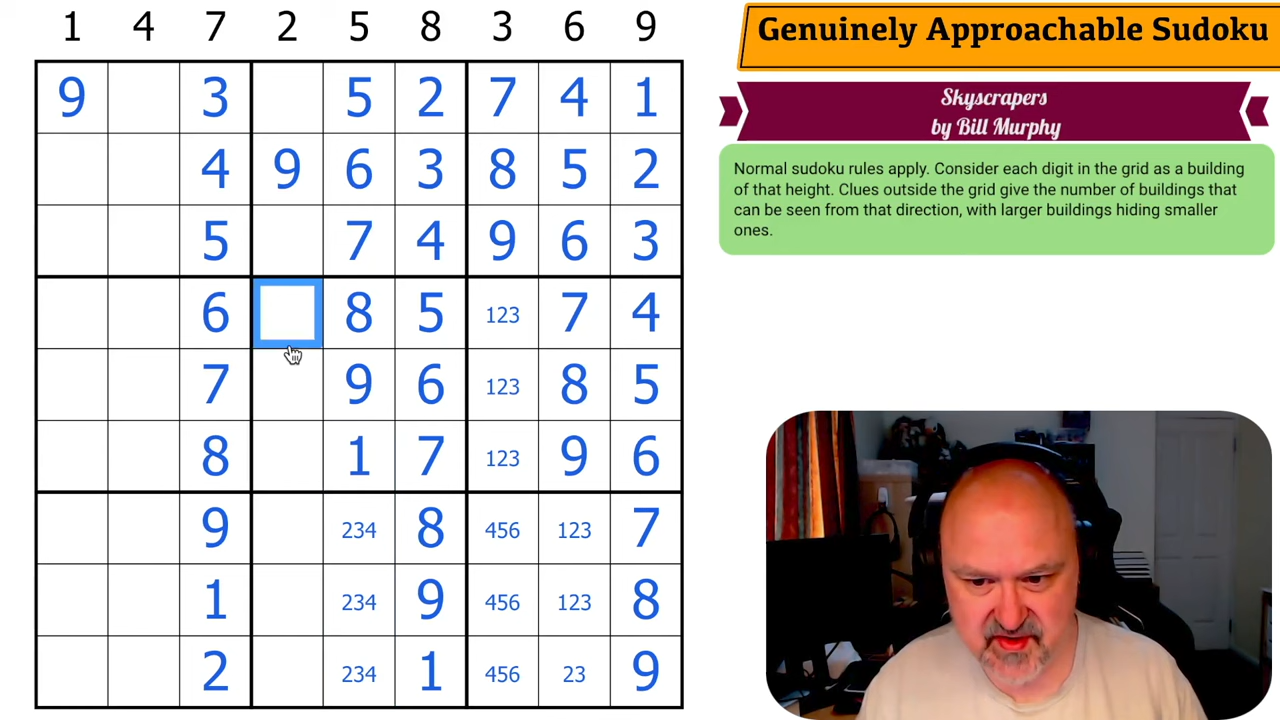 1 4 7 2 5 8 3 6 9
Genuinely Approachable Sudoku
Skyscrapers
by Bill Murphy
Normal sudoku rules apply. Consider each digit in the grid as a building
of that height. Clues outside the grid give the number of buildings that
can be seen from that direction, with larger buildings hiding smaller
ones.
9 3 5 2 7 4 1
4 9 6 3 8 5 2
5 7 4 9 6 3
6 8 5 123 7 4
7 9 6 123 8 5
8 1 7 123 9 6
9 234 8 456 123 7
1 234 9 456 123 8
2 234 1 456 23 9